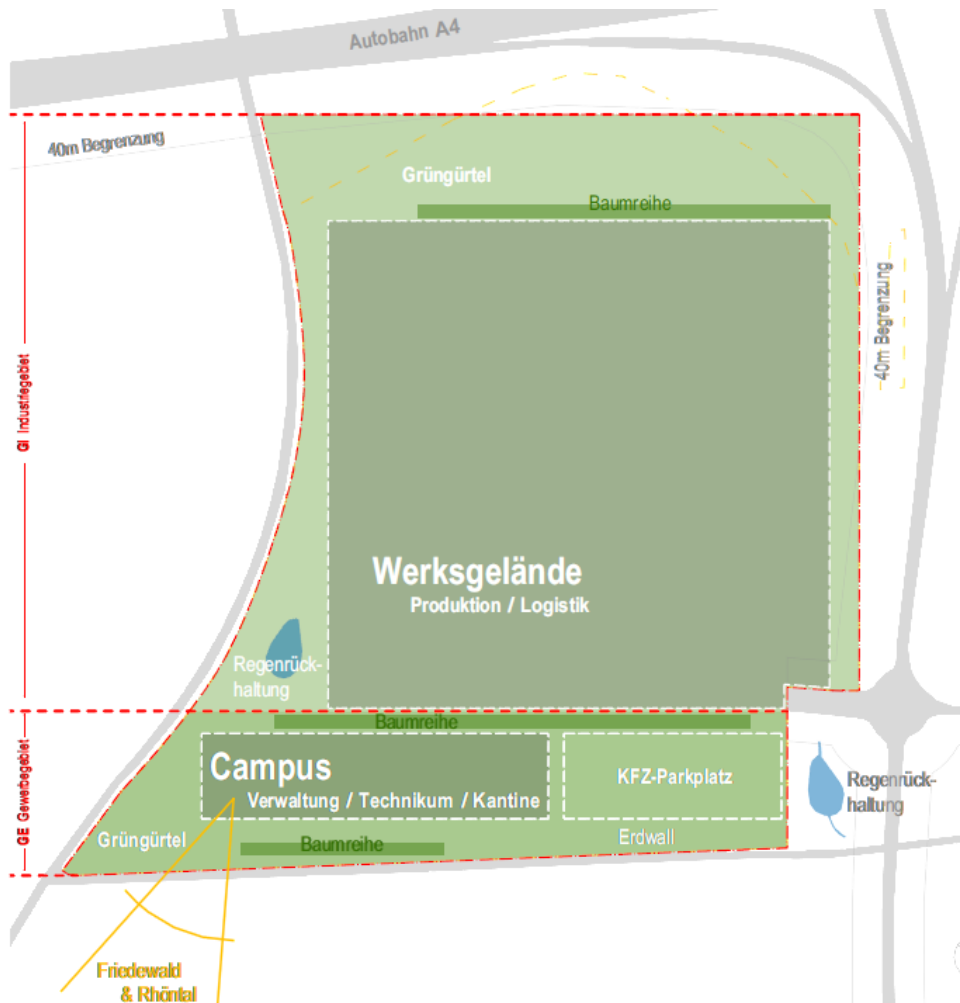 Autobahn A4
40m Begrenzung
Grüngürtel
Baumreihe
40m Begrenzung
GI Industriegebiet
Werksgelände
Produktion / Logistik
Regenrück-
haltung
Baumreihe
Campus
Verwaltung / Technikum / Kantine
KFZ-Parkplatz
Regenrück-
haltung
GE Gewerbegebiet
Grüngürtel
Baumreihe
Erdwall
Friedewald
& Rhöntal